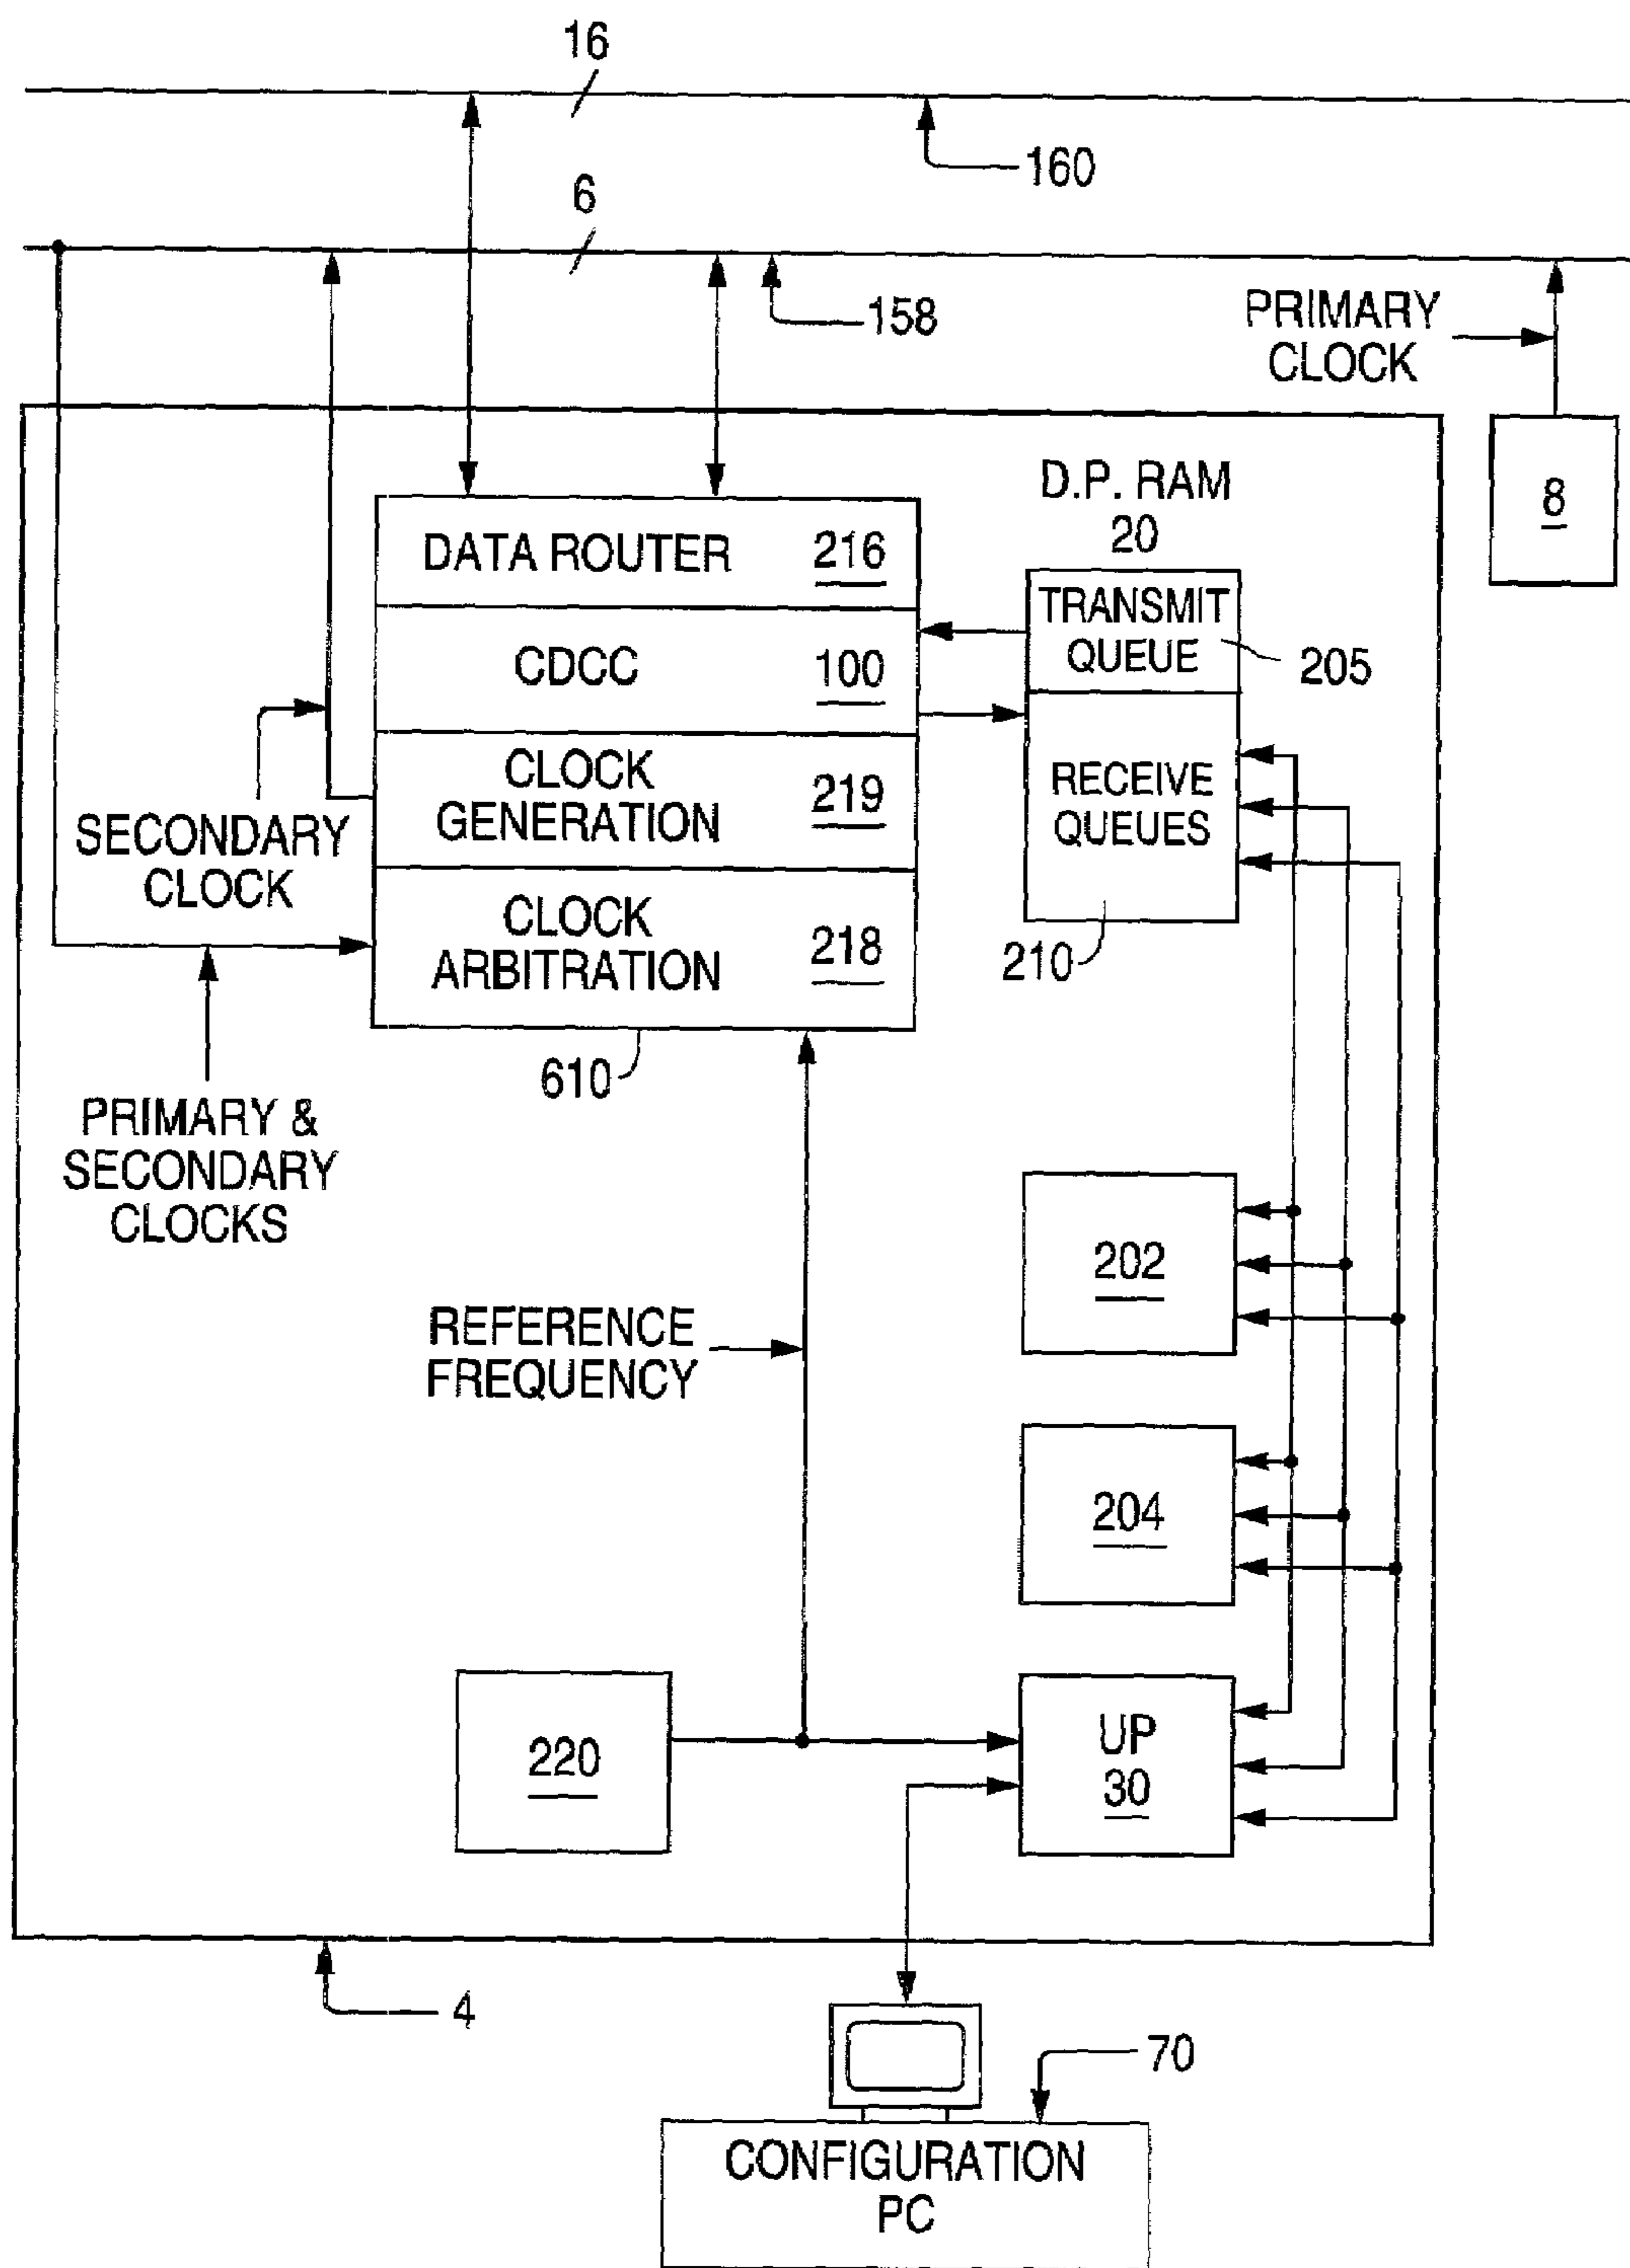 16
160
6
158
PRIMARY
CLOCK
8
D.P. RAM
20
DATA ROUTER 216
TRANSMIT
QUEUE
205
CDCC 100
CLOCK
GENERATION 219
RECEIVE
QUEUES
SECONDARY
CLOCK
CLOCK
ARBITRATION 218
210
610
PRIMARY &
SECONDARY
CLOCKS
202
REFERENCE
FREQUENCY
204
220
UP
30
4
70
CONFIGURATION
PC